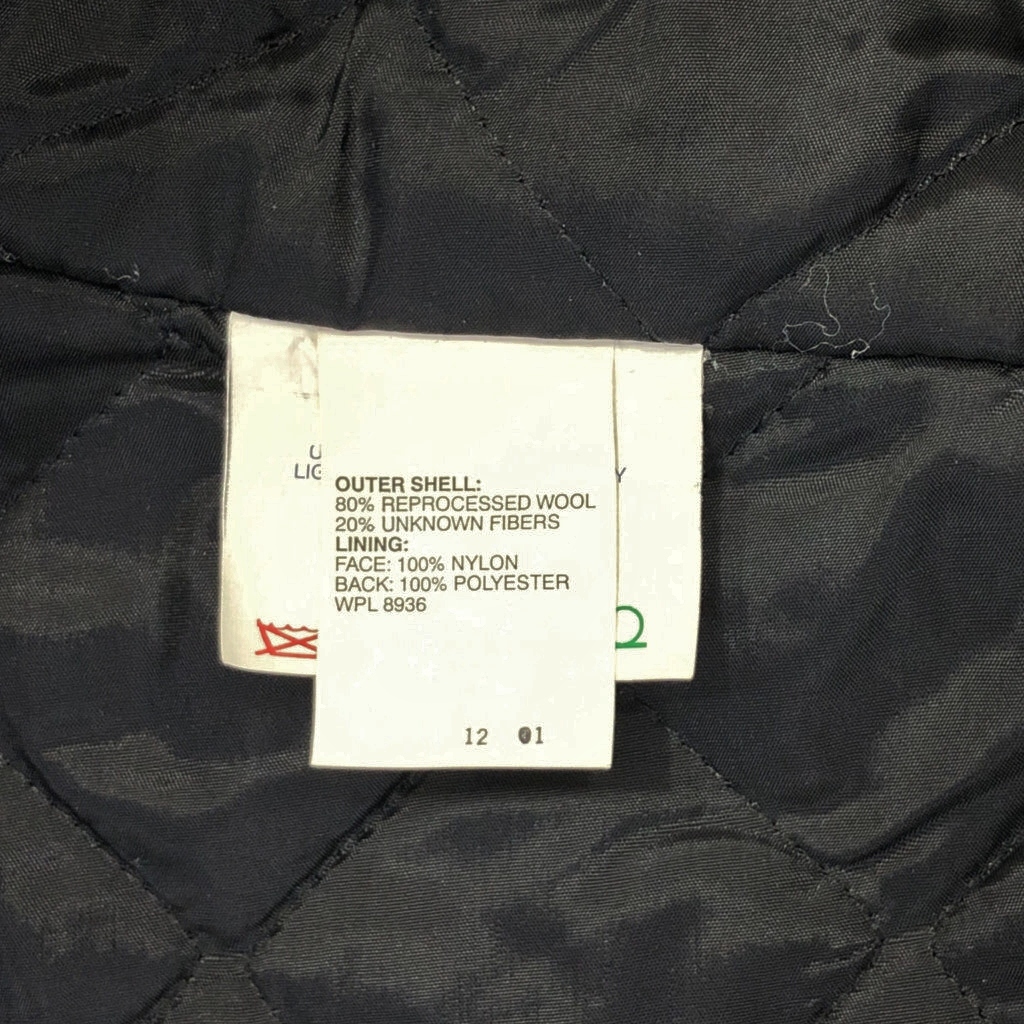 OUTER SHELL:
80% REPROCESSED WOOL
20% UNKNOWN FIBERS
LINING:
FACE: 100% NYLON
BACK: 100% POLYESTER
WPL 8936
12 01